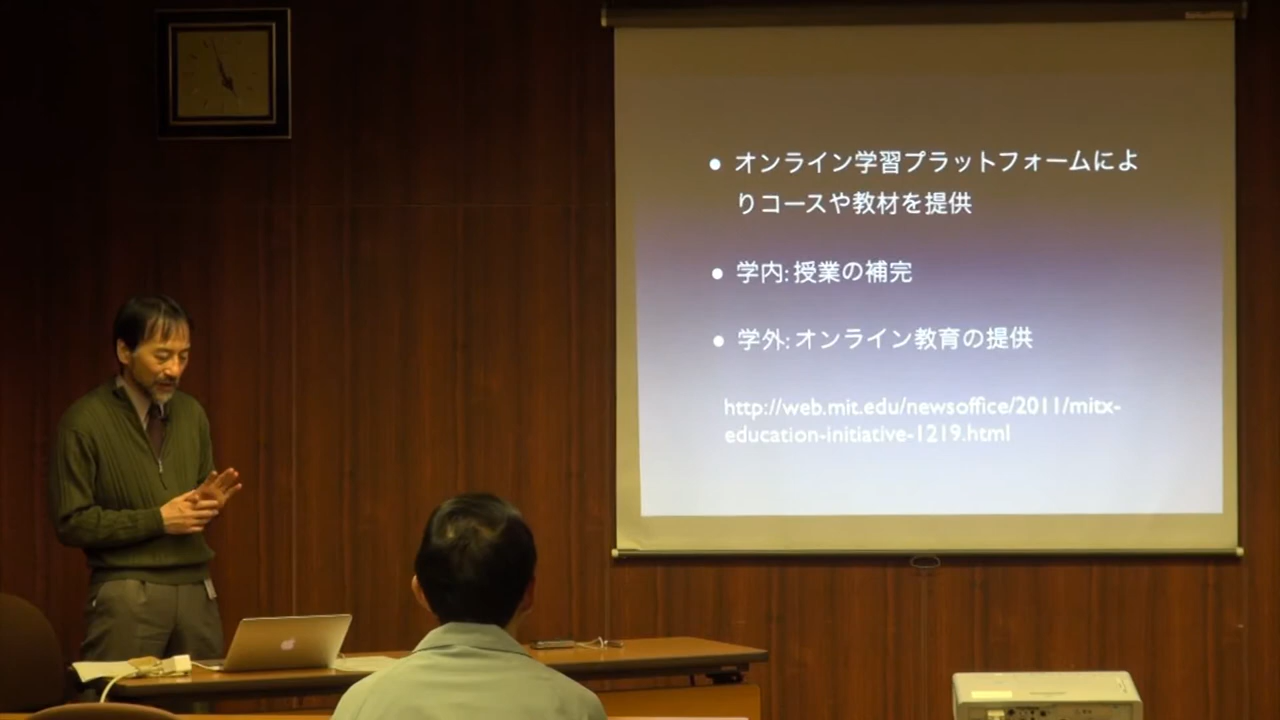 • オンライン学習プラットフォームによ
りコースや教材を提供
• 学内: 授業の補完
• 学外: オンライン教育の提供
http://web.mit.edu/newsoffice/2011/mitx-
education-initiative-1219.html